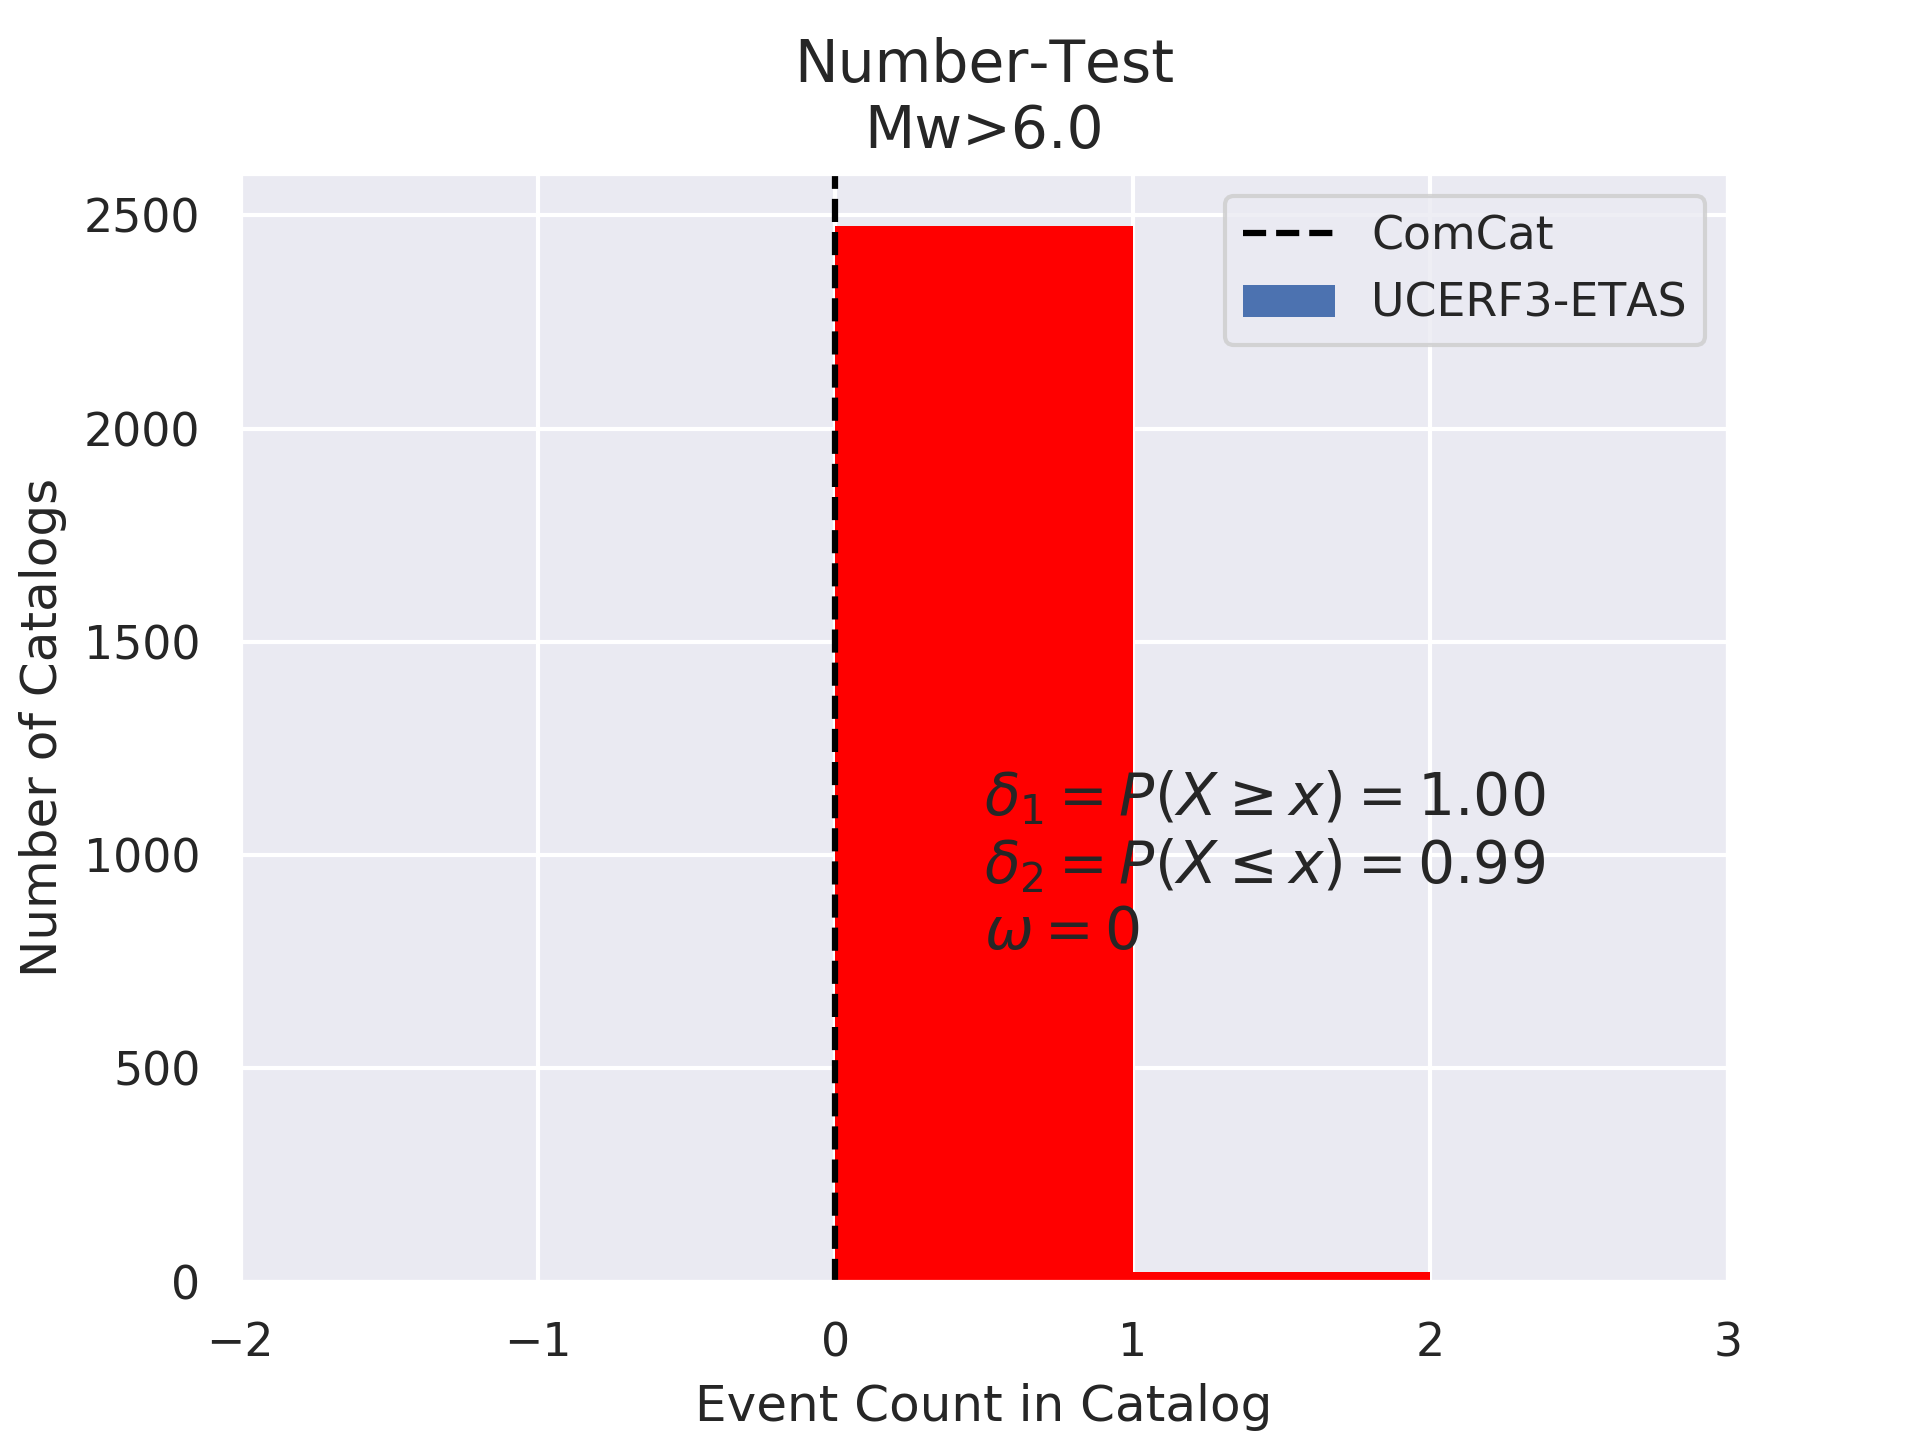 Number-Test
Mw>6.0
2500
2000
1500
1000
500
0
Number of Catalogs
ComCat
UCERF3-ETAS
δ₁ = P(X ≥ x) = 1.00
δ₂ = P(X ≤ x) = 0.99
ω = 0
−2 −1 0 1 2 3
Event Count in Catalog